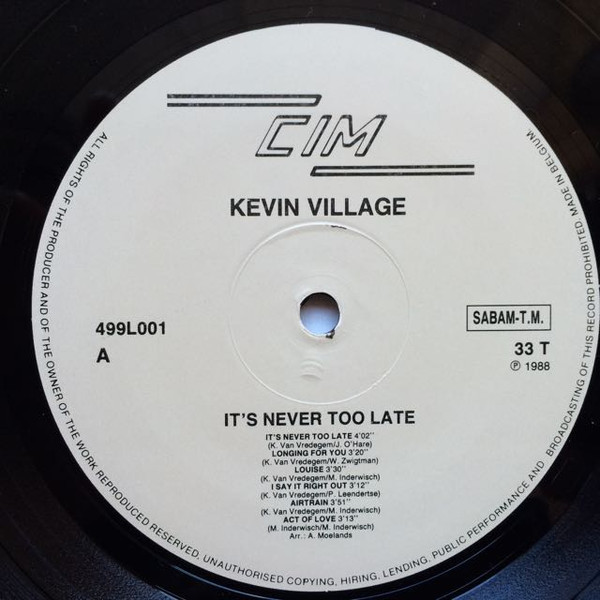 CIM
KEVIN VILLAGE
499L001
A
SABAM-T.M.
33 T
℗ 1988
IT'S NEVER TOO LATE
IT'S NEVER TOO LATE 4'02''
(K. Van Vredegem/J. O'Hare)
LONGING FOR YOU 3'20''
(K. Van Vredegem/W. Zwigtman)
LOUISE 3'30''
(K. Van Vredegem/M. Inderwisch)
I SAY IT RIGHT OUT 3'12''
(K. Van Vredegem/P. Leendertse)
AIRTRAIN 3'51''
(K. Van Vredegem/M. Inderwisch)
ACT OF LOVE 3'13''
(M. Inderwisch/M. Inderwisch)
Arr.: A. Moelands
ALL RIGHTS OF THE PRODUCER AND OF THE OWNER OF THE WORK REPRODUCED RESERVED, UNAUTHORISED COPYING, HIRING, LENDING, PUBLIC PERFORMANCE AND BROADCASTING OF THIS RECORD PROHIBITED. MADE IN BELGIUM.